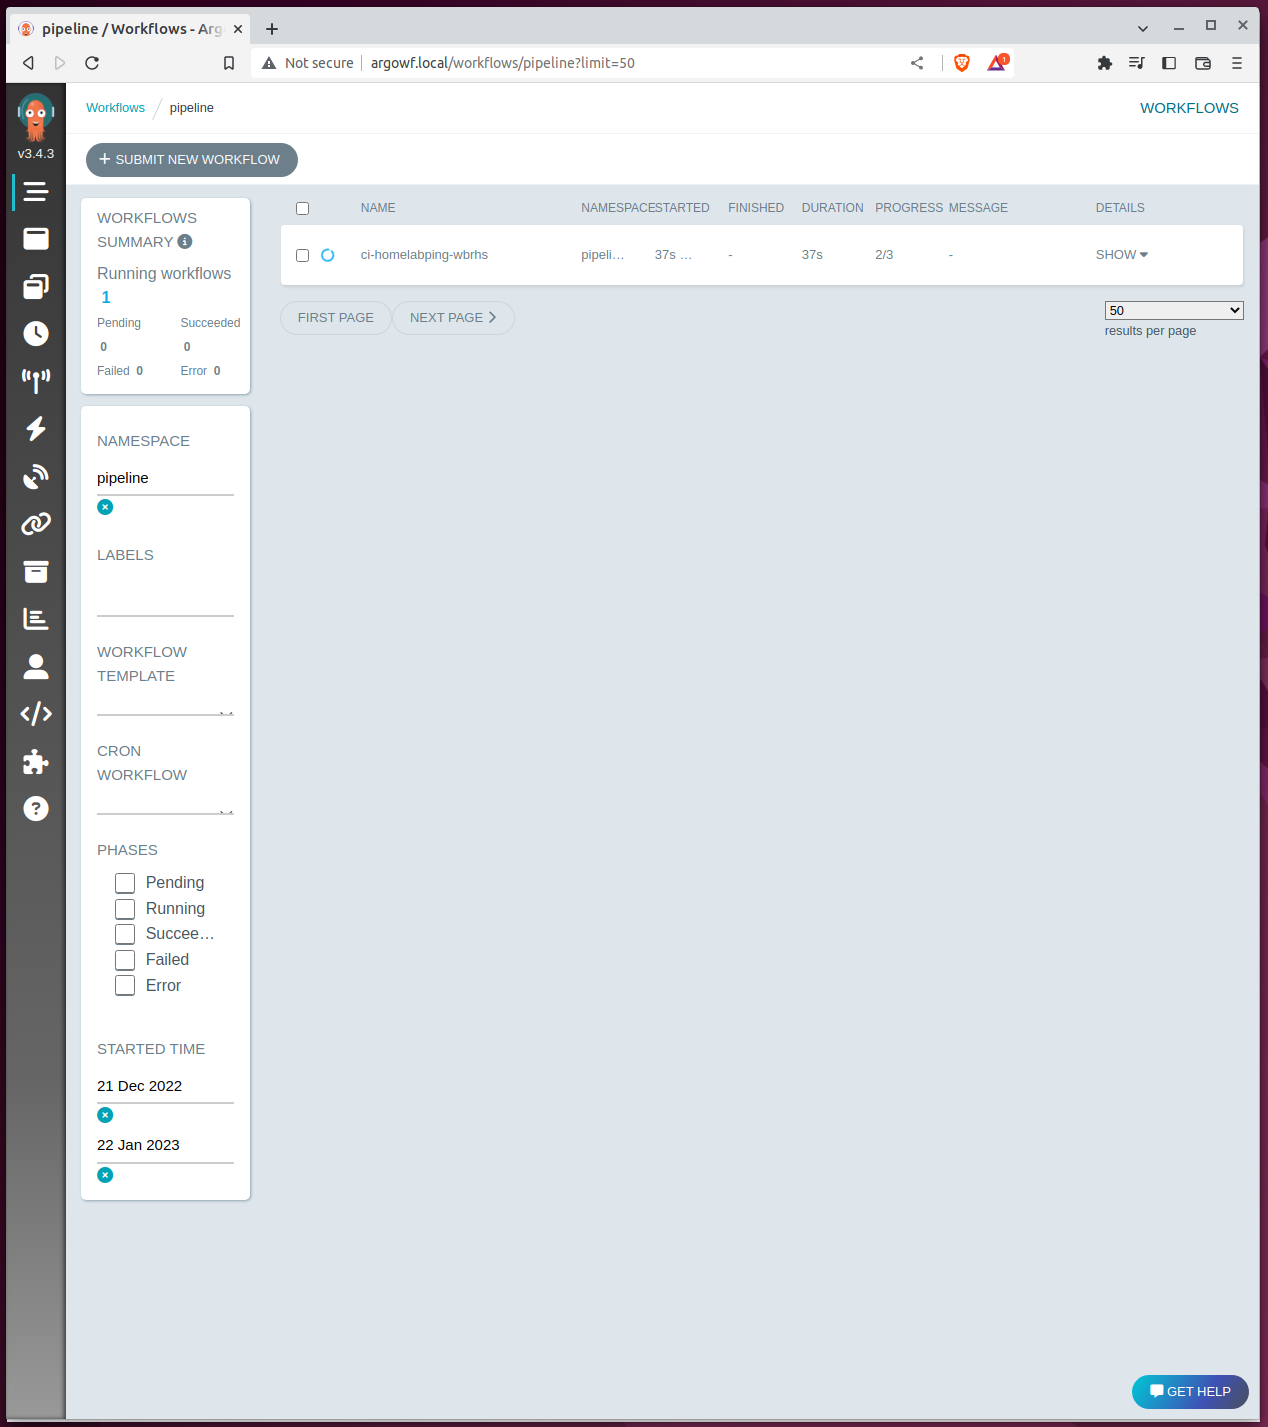 pipeline / Workflows - Arg
Not secure
argowf.local/workflows/pipeline?limit=50
1
v3.4.3
Workflows
pipeline
WORKFLOWS
SUBMIT NEW WORKFLOW
WORKFLOWS
SUMMARY
Running workflows
1
Pending
Succeeded
0
0
Failed 0
Error 0
NAME
NAMESPACE
STARTED
FINISHED
DURATION
PROGRESS
MESSAGE
DETAILS
ci-homelabping-wbrhs
pipeli…
37s …
-
37s
2/3
-
SHOW
FIRST PAGE
NEXT PAGE
50
results per page
NAMESPACE
pipeline
LABELS
WORKFLOW
TEMPLATE
CRON
WORKFLOW
PHASES
Pending
Running
Succee…
Failed
Error
STARTED TIME
21 Dec 2022
22 Jan 2023
GET HELP